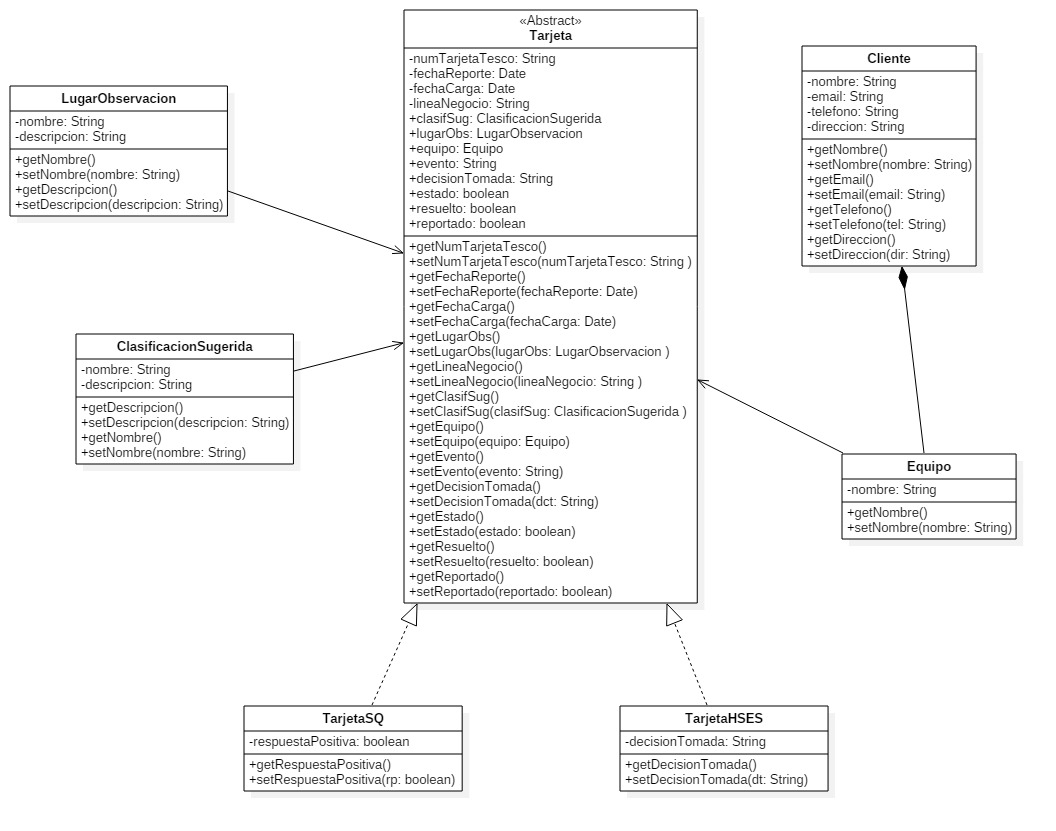 «Abstract»
Tarjeta
-numTarjetaTesco: String
-fechaReporte: Date
-fechaCarga: Date
-lineaNegocio: String
+clasifSug: ClasificacionSugerida
+lugarObs: LugarObservacion
+equipo: Equipo
+evento: String
+decisionTomada: String
+estado: boolean
+resuelto: boolean
+reportado: boolean
+getNumTarjetaTesco()
+setNumTarjetaTesco(numTarjetaTesco: String )
+getFechaReporte()
+setFechaReporte(fechaReporte: Date)
+getFechaCarga()
+setFechaCarga(fechaCarga: Date)
+getLugarObs()
+setLugarObs(lugarObs: LugarObservacion )
+getLineaNegocio()
+setLineaNegocio(lineaNegocio: String )
+getClasifSug()
+setClasifSug(clasifSug: ClasificacionSugerida )
+getEquipo()
+setEquipo(equipo: Equipo)
+getEvento()
+setEvento(evento: String)
+getDecisionTomada()
+setDecisionTomada(dct: String)
+getEstado()
+setEstado(estado: boolean)
+getResuelto()
+setResuelto(resuelto: boolean)
+getReportado()
+setReportado(reportado: boolean)
LugarObservacion
-nombre: String
-descripcion: String
+getNombre()
+setNombre(nombre: String)
+getDescripcion()
+setDescripcion(descripcion: String)
ClasificacionSugerida
-nombre: String
-descripcion: String
+getDescripcion()
+setDescripcion(descripcion: String)
+getNombre()
+setNombre(nombre: String)
Cliente
-nombre: String
-email: String
-telefono: String
-direccion: String
+getNombre()
+setNombre(nombre: String)
+getEmail()
+setEmail(email: String)
+getTelefono()
+setTelefono(tel: String)
+getDireccion()
+setDireccion(dir: String)
Equipo
-nombre: String
+getNombre()
+setNombre(nombre: String)
TarjetaSQ
-respuestaPositiva: boolean
+getRespuestaPositiva()
+setRespuestaPositiva(rp: boolean)
TarjetaHSES
-decisionTomada: String
+getDecisionTomada()
+setDecisionTomada(dt: String)